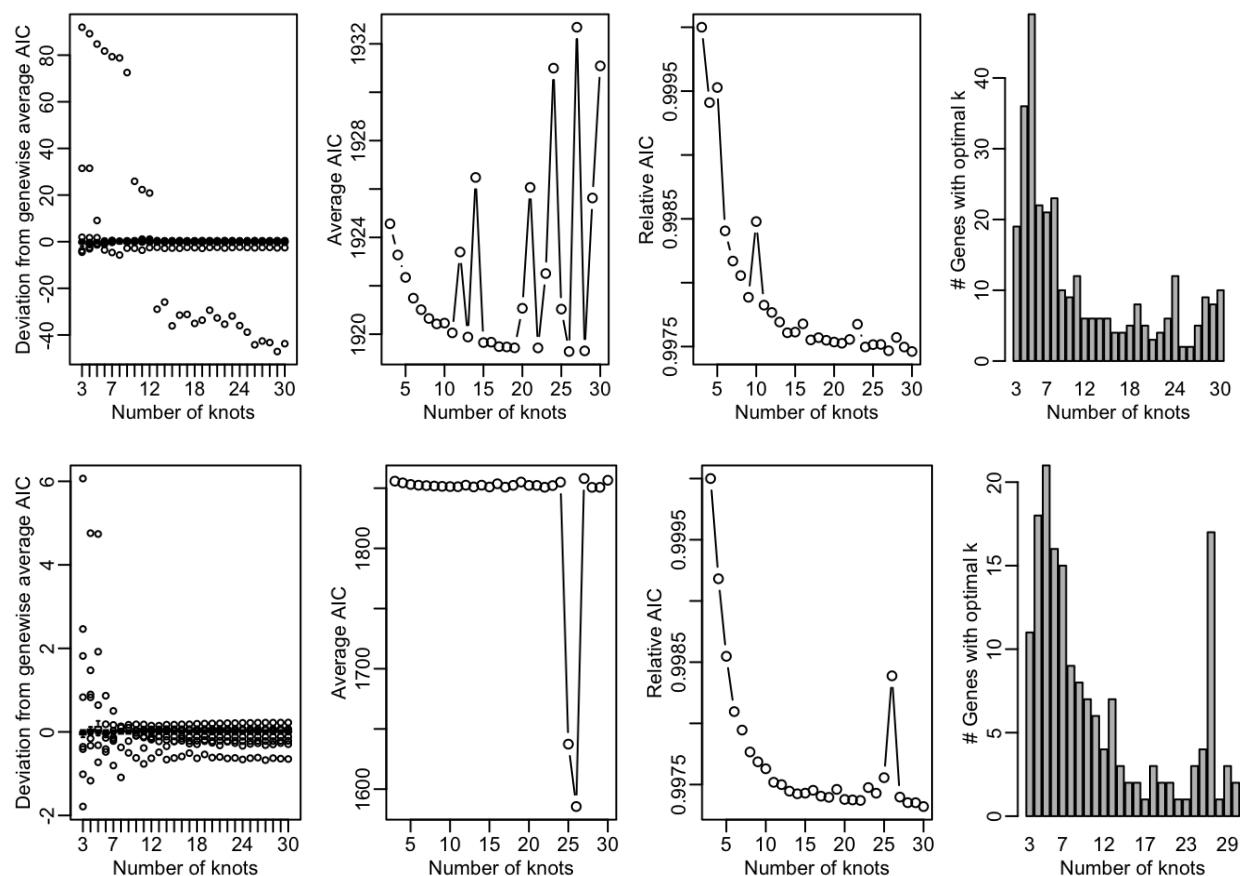 Deviation from genewise average AIC
80
60
40
20
0
-20
-40
3 7 12 18 24 30
Number of knots
Average AIC
1932
1928
1924
1920
5 10 15 20 25 30
Number of knots
Relative AIC
0.9995
0.9985
0.9975
5 10 15 20 25 30
Number of knots
# Genes with optimal k
40
30
20
10
0
3 7 12 18 24 30
Number of knots
Deviation from genewise average AIC
6
4
2
0
-2
3 7 12 18 24 30
Number of knots
Average AIC
1800
1700
1600
5 10 15 20 25 30
Number of knots
Relative AIC
0.9995
0.9985
0.9975
5 10 15 20 25 30
Number of knots
# Genes with optimal k
20
15
10
5
0
3 7 12 17 23 29
Number of knots